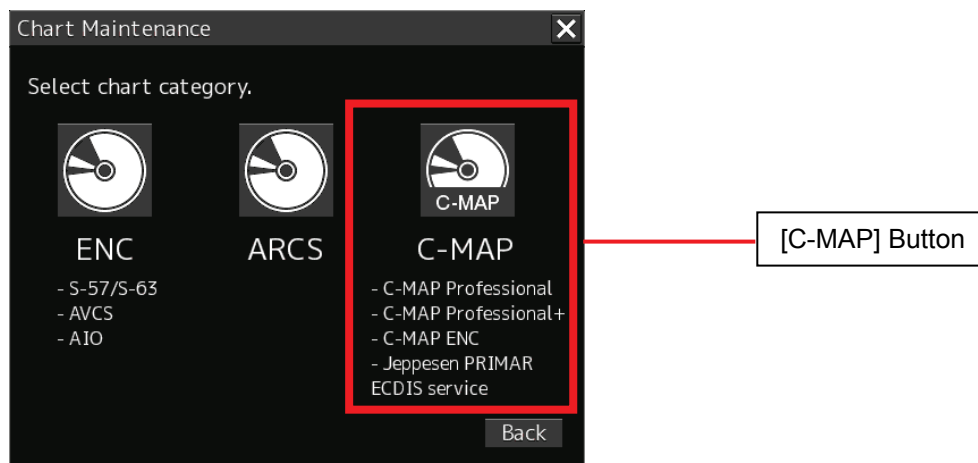 Chart Maintenance
Select chart category.
ENC
- S-57/S-63
- AVCS
- AIO
ARCS
C-MAP
C-MAP
- C-MAP Professional
- C-MAP Professional+
- C-MAP ENC
- Jeppesen PRIMAR
ECDIS service
Back
[C-MAP] Button